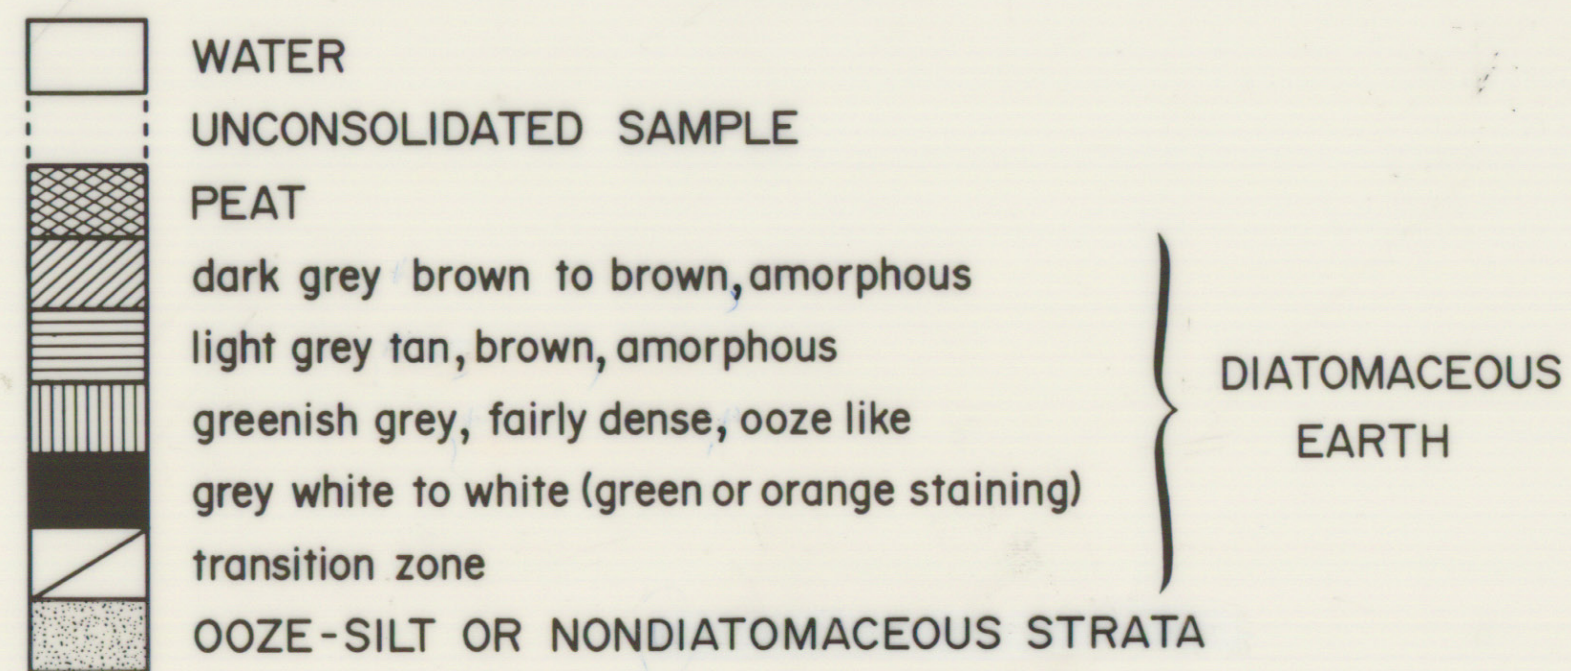 WATER
UNCONSOLIDATED SAMPLE
PEAT
dark grey brown to brown, amorphous
light grey tan, brown, amorphous
greenish grey, fairly dense, ooze like
grey white to white (green or orange staining)
transition zone
DIATOMACEOUS
EARTH
OOZE-SILT OR NONDIATOMACEOUS STRATA